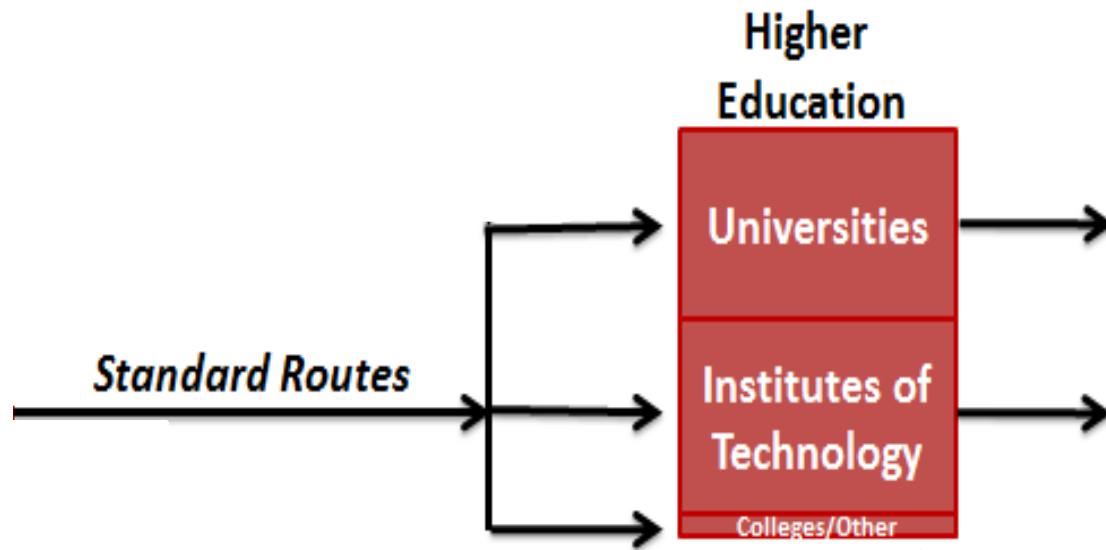 Higher
Education
Universities
Standard Routes
Institutes of
Technology
Colleges/Other